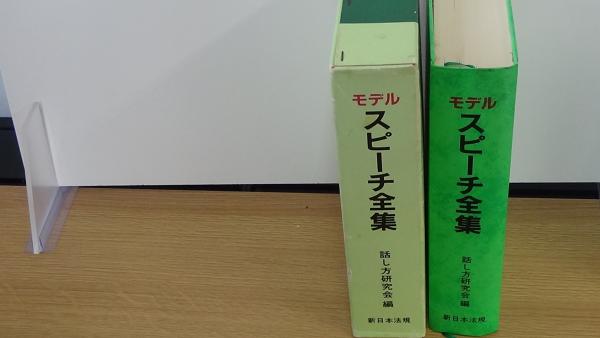 モデル
スピーチ全集
話し方研究会編
新日本法規
モデル
スピーチ全集
話し方研究会編
新日本法規